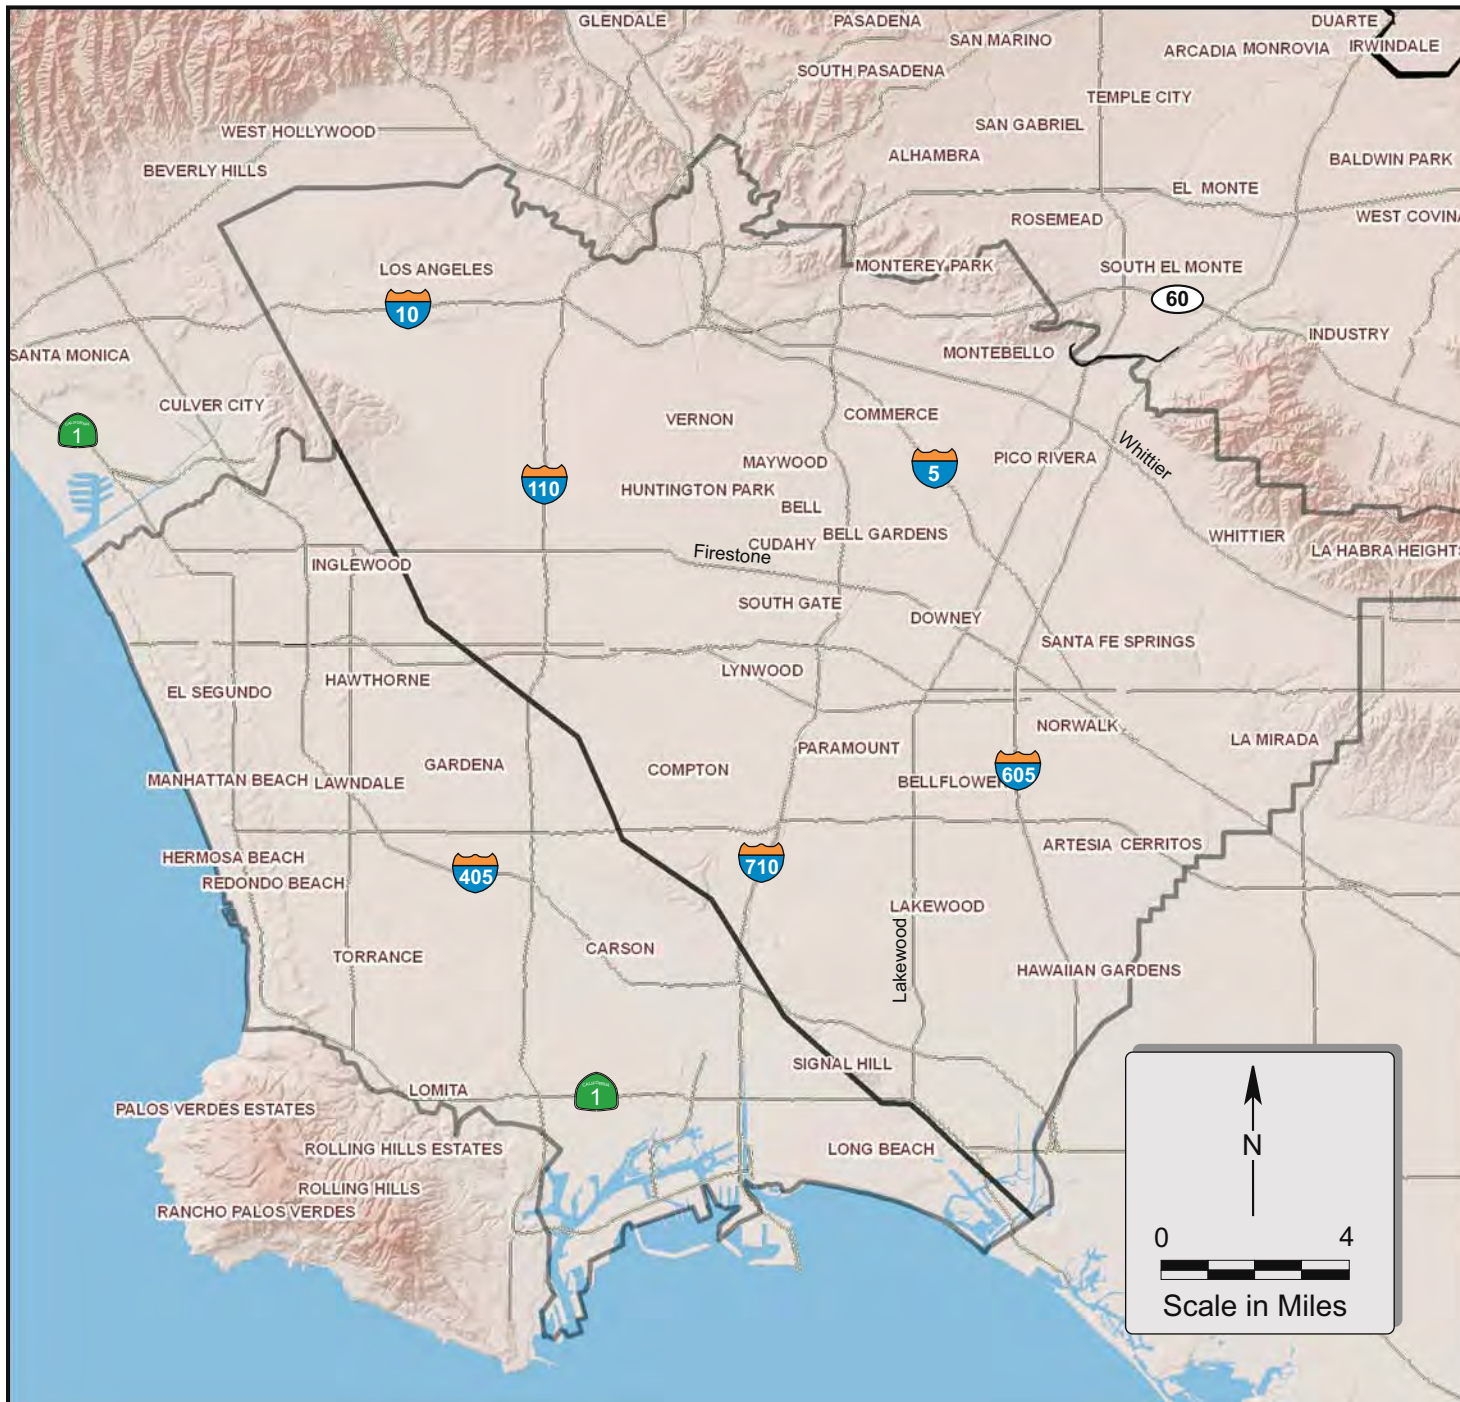 GLENDALE
PASADENA
DUARTE
SAN MARINO
ARCADIA
MONROVIA
IRWINDALE
SOUTH PASADENA
TEMPLE CITY
WEST HOLLYWOOD
SAN GABRIEL
BEVERLY HILLS
ALHAMBRA
BALDWIN PARK
EL MONTE
ROSEMEAD
WEST COVINA
LOS ANGELES
MONTEREY PARK
SOUTH EL MONTE
10
60
INDUSTRY
SANTA MONICA
MONTEBELLO
CULVER CITY
VERNON
COMMERCE
CALIFORNIA
1
Whittier
MAYWOOD
PICO RIVERA
5
110
HUNTINGTON PARK
BELL
BELL GARDENS
WHITTIER
CUDAHY
Firestone
LA HABRA HEIGHTS
INGLEWOOD
SOUTH GATE
DOWNEY
SANTA FE SPRINGS
LYNWOOD
HAWTHORNE
EL SEGUNDO
NORWALK
LA MIRADA
PARAMOUNT
GARDENA
COMPTON
MANHATTAN BEACH
LAWNDALE
BELLFLOWER
605
ARTESIA
CERRITOS
HERMOSA BEACH
710
405
REDONDO BEACH
LAKEWOOD
CARSON
TORRANCE
Lakewood
HAWAIIAN GARDENS
SIGNAL HILL
LOMITA
CALIFORNIA
1
PALOS VERDES ESTATES
ROLLING HILLS ESTATES
LONG BEACH
ROLLING HILLS
RANCHO PALOS VERDES
N
0 4
Scale in Miles